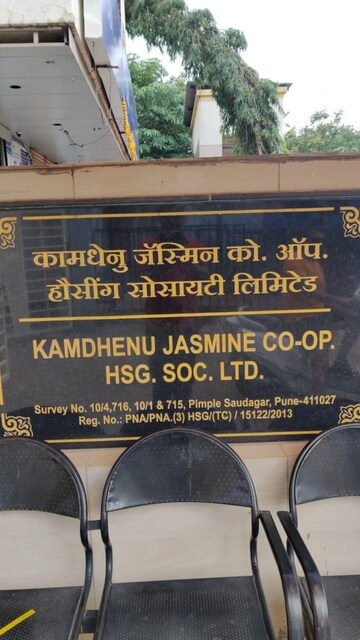 कामधेनु जॅस्मिन को. ऑप.
हौसींग सोसायटी लिमिटेड
KAMDHENU JASMINE CO-OP.
HSG. SOC. LTD.
Survey No. 10/4,716, 10/1 & 715, Pimple Saudagar, Pune-411027
Reg. No.: PNA/PNA.(3) HSG/(TC) / 15122/2013